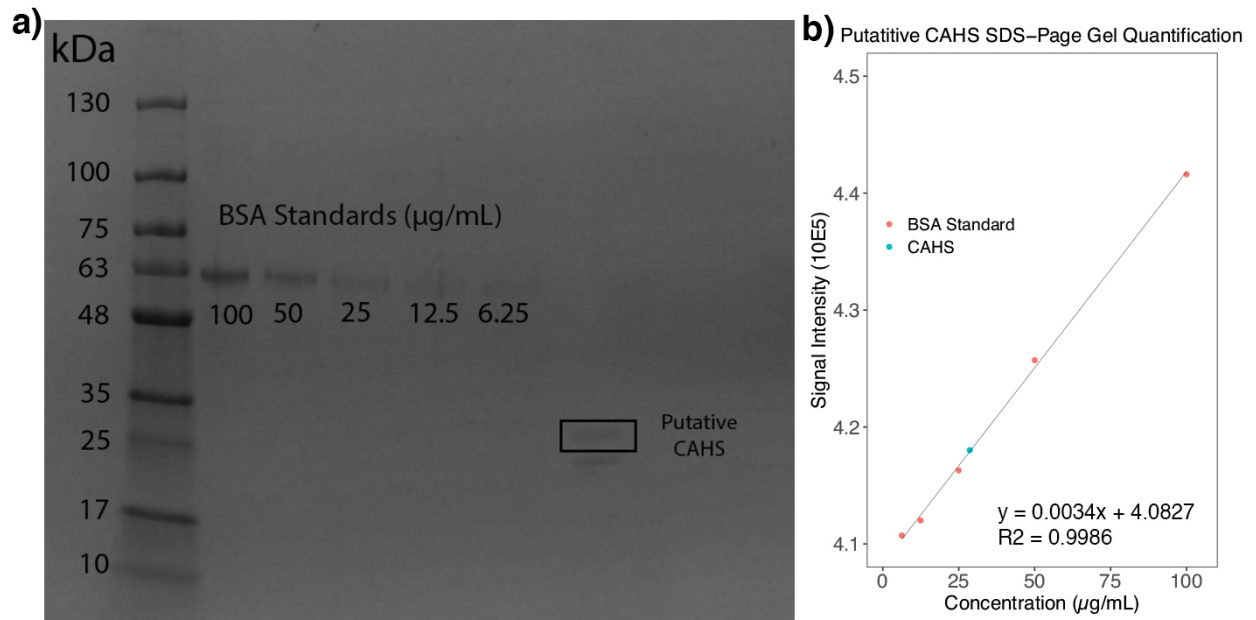 a)
kDa
130
100
75
63
48
35
25
17
10
BSA Standards (µg/mL)
100 50 25 12.5 6.25
Putative
CAHS
b)
Putatitive CAHS SDS−Page Gel Quantification
Signal Intensity (10E5)
4.5
4.4
4.3
4.2
4.1
BSA Standard
CAHS
y = 0.0034x + 4.0827
R2 = 0.9986
0 25 50 75 100
Concentration (µg/mL)